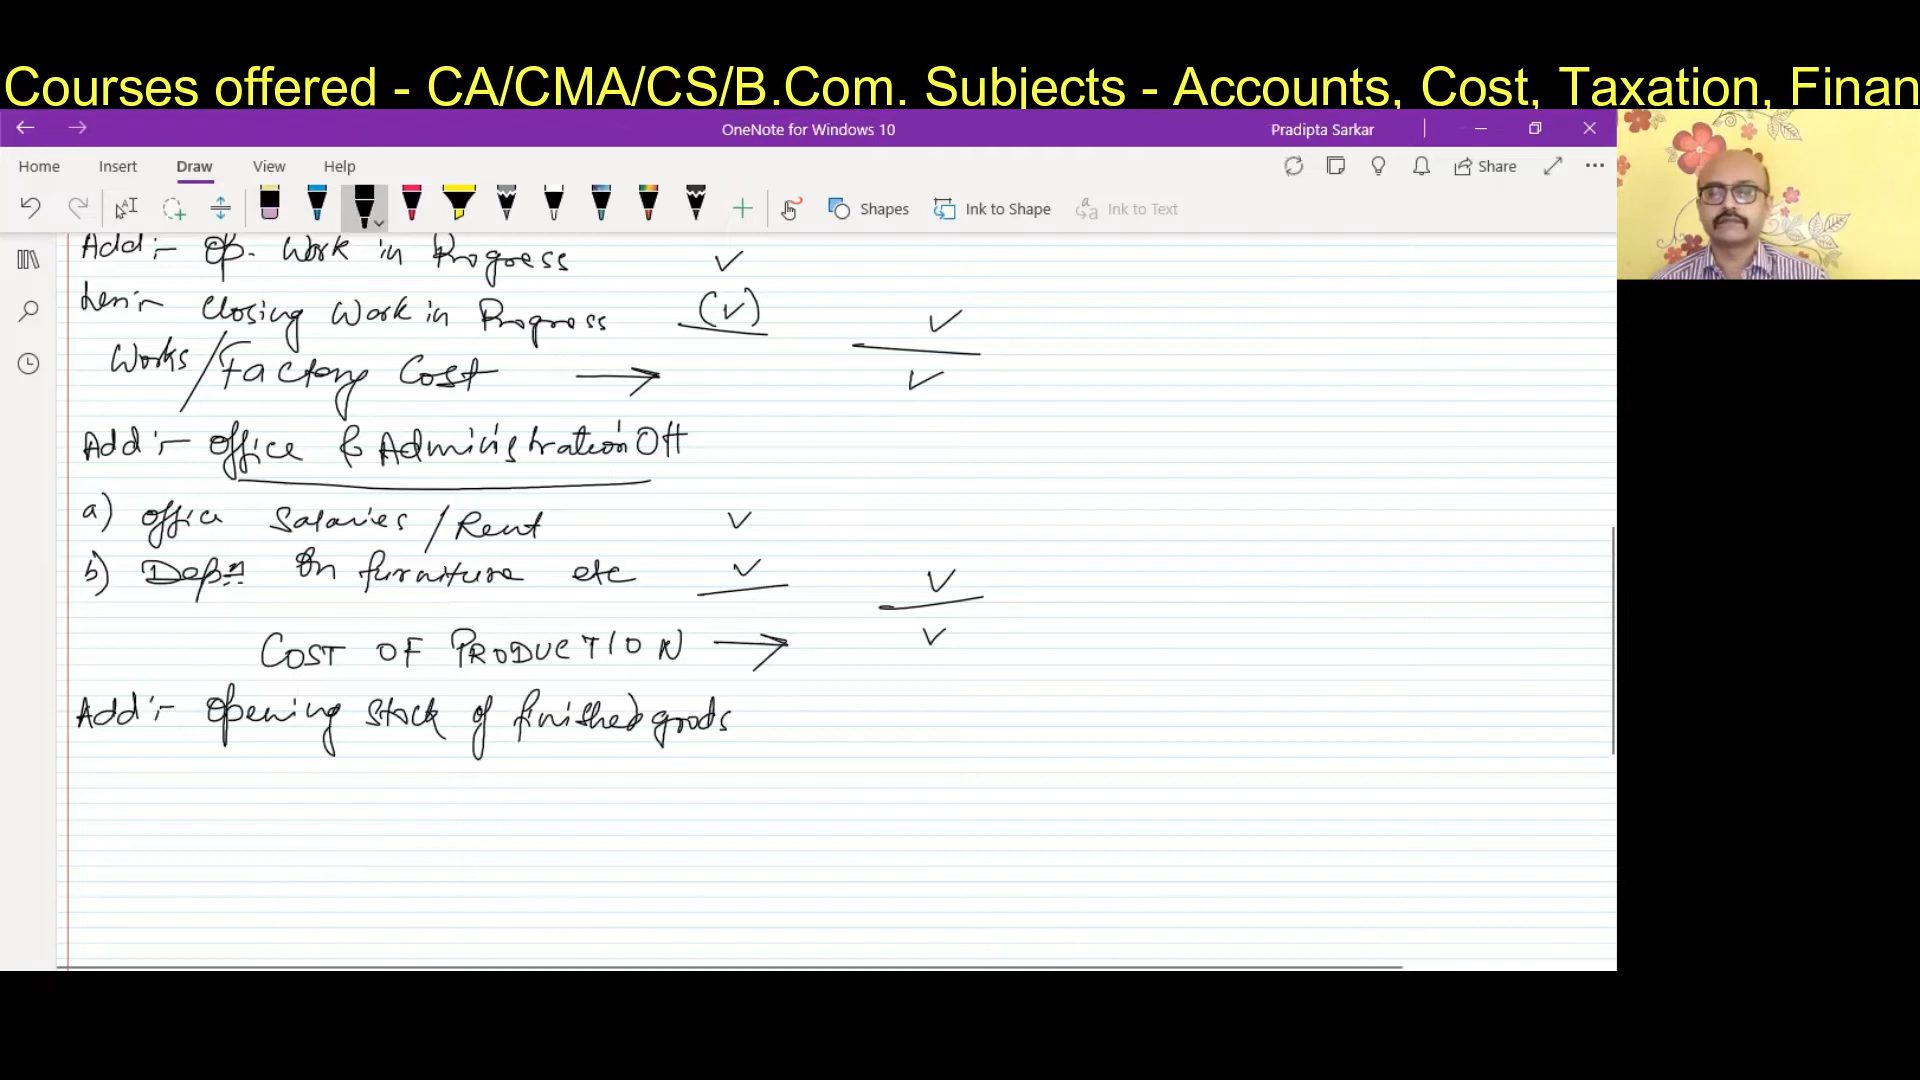 Courses offered - CA/CMA/CS/B.Com. Subjects - Accounts, Cost, Taxation, Finan
OneNote for Windows 10
Pradipta Sarkar
Home Insert Draw View Help
Share
Shapes Ink to Shape Ink to Text
Add:- Op. Work in Progress ✓
Less:- Closing Work in Progress (✓) ✓
Works/Factory Cost → ✓
Add:- Office & Administration OH
a) Office Salaries/Rent ✓
b) Depn on furniture etc ✓ ✓
COST OF PRODUCTION → ✓
Add:- Opening Stock of finished goods